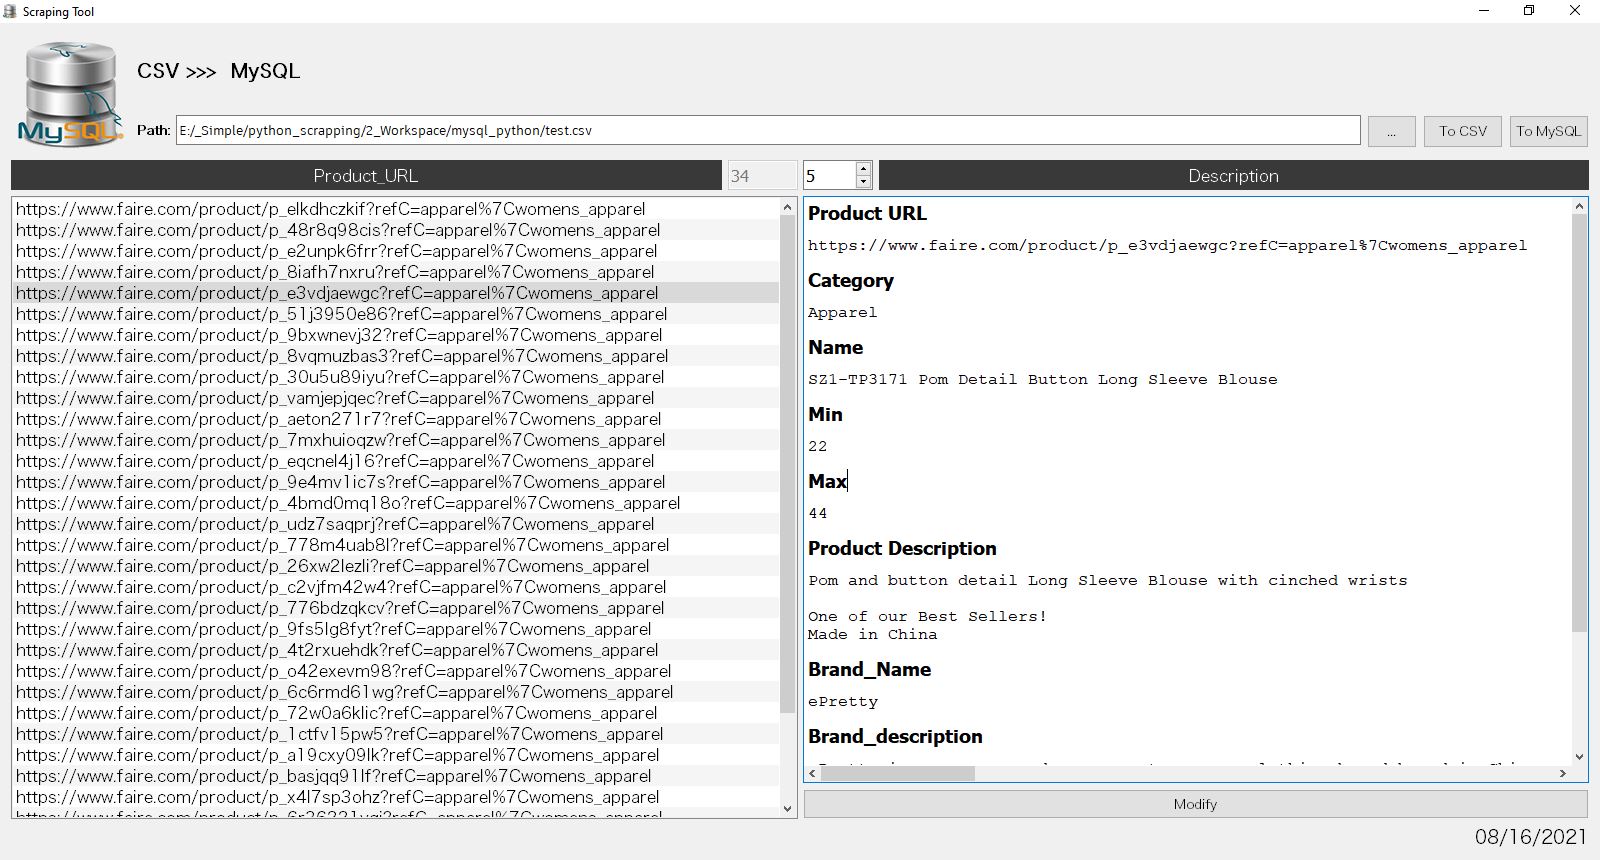 Scraping Tool
CSV >>> MySQL
MySQL
Path: E:/_Simple/python_scrapping/2_Workspace/mysql_python/test.csv ... To CSV To MySQL
Product_URL 34 5 Description
https://www.faire.com/product/p_elkdhczkif?refC=apparel%7Cwomens_apparel
https://www.faire.com/product/p_48r8q98cis?refC=apparel%7Cwomens_apparel
https://www.faire.com/product/p_e2unpk6frr?refC=apparel%7Cwomens_apparel
https://www.faire.com/product/p_8iafh7nxru?refC=apparel%7Cwomens_apparel
https://www.faire.com/product/p_e3vdjaewgc?refC=apparel%7Cwomens_apparel
https://www.faire.com/product/p_51j3950e86?refC=apparel%7Cwomens_apparel
https://www.faire.com/product/p_9bxwnevj32?refC=apparel%7Cwomens_apparel
https://www.faire.com/product/p_8vqmuzbas3?refC=apparel%7Cwomens_apparel
https://www.faire.com/product/p_30u5u89iyu?refC=apparel%7Cwomens_apparel
https://www.faire.com/product/p_vamjepjqec?refC=apparel%7Cwomens_apparel
https://www.faire.com/product/p_aeton271r7?refC=apparel%7Cwomens_apparel
https://www.faire.com/product/p_7mxhuioqzw?refC=apparel%7Cwomens_apparel
https://www.faire.com/product/p_eqcnel4j16?refC=apparel%7Cwomens_apparel
https://www.faire.com/product/p_9e4mv1ic7s?refC=apparel%7Cwomens_apparel
https://www.faire.com/product/p_4bmd0mq18o?refC=apparel%7Cwomens_apparel
https://www.faire.com/product/p_udz7saqprj?refC=apparel%7Cwomens_apparel
https://www.faire.com/product/p_778m4uab8l?refC=apparel%7Cwomens_apparel
https://www.faire.com/product/p_26xw2lezli?refC=apparel%7Cwomens_apparel
https://www.faire.com/product/p_c2vjfm42w4?refC=apparel%7Cwomens_apparel
https://www.faire.com/product/p_776bdzqkcv?refC=apparel%7Cwomens_apparel
https://www.faire.com/product/p_9fs5lg8fyt?refC=apparel%7Cwomens_apparel
https://www.faire.com/product/p_4t2rxuehdk?refC=apparel%7Cwomens_apparel
https://www.faire.com/product/p_o42exevm98?refC=apparel%7Cwomens_apparel
https://www.faire.com/product/p_6c6rmd61wg?refC=apparel%7Cwomens_apparel
https://www.faire.com/product/p_72w0a6klic?refC=apparel%7Cwomens_apparel
https://www.faire.com/product/p_1ctfv15pw5?refC=apparel%7Cwomens_apparel
https://www.faire.com/product/p_a19cxy09lk?refC=apparel%7Cwomens_apparel
https://www.faire.com/product/p_basjqq91lf?refC=apparel%7Cwomens_apparel
https://www.faire.com/product/p_x4l7sp3ohz?refC=apparel%7Cwomens_apparel
Product URL
https://www.faire.com/product/p_e3vdjaewgc?refC=apparel%7Cwomens_apparel
Category
Apparel
Name
SZ1-TP3171 Pom Detail Button Long Sleeve Blouse
Min
22
Max
44
Product Description
Pom and button detail Long Sleeve Blouse with cinched wrists
One of our Best Sellers!
Made in China
Brand_Name
ePretty
Brand_description
Modify
08/16/2021